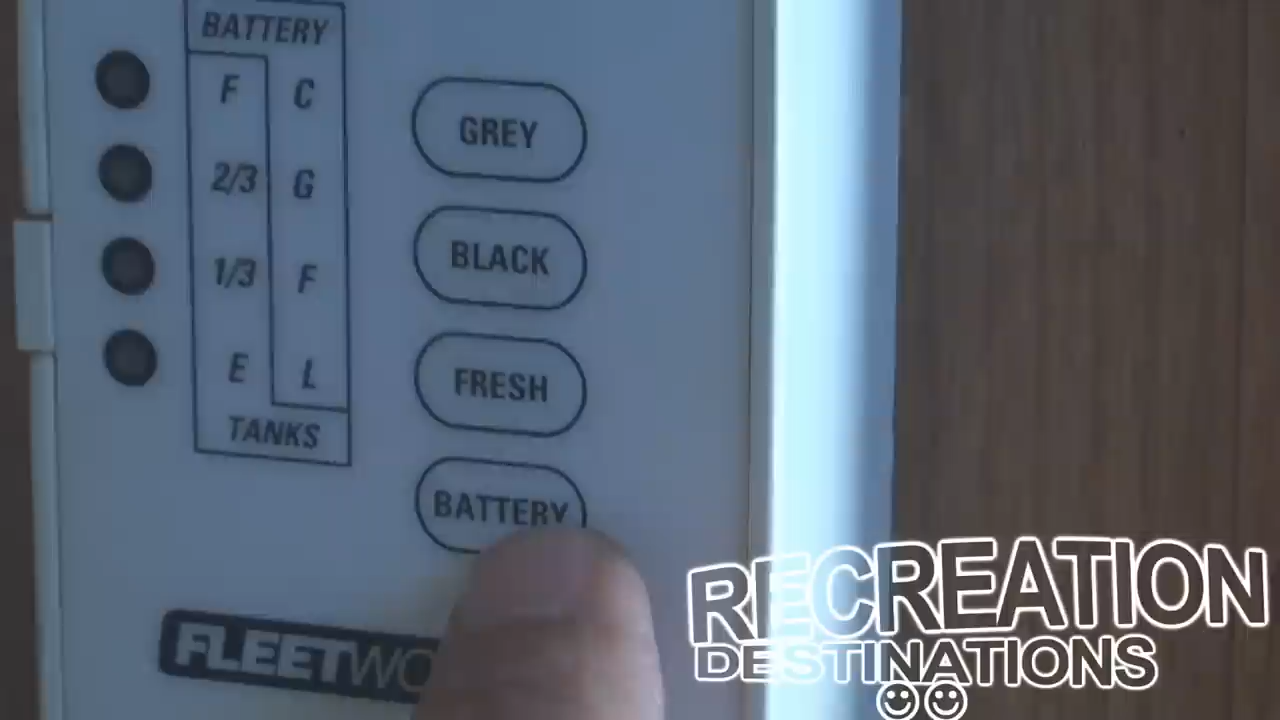 BATTERY
F C
2/3 G
1/3 F
E L
TANKS
GREY
BLACK
FRESH
BATTERY
RECREATION
DESTINATIONS